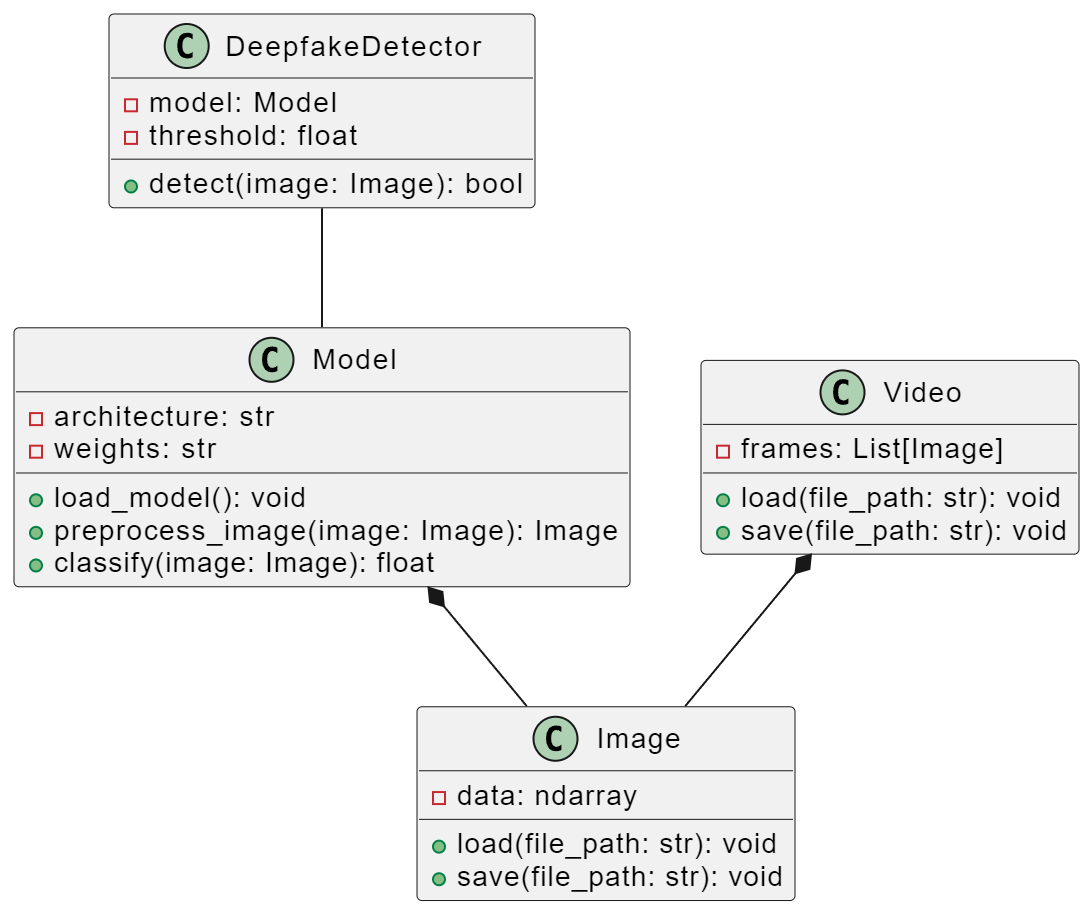 C DeepfakeDetector
model: Model
threshold: float
detect(image: Image): bool
C Model
architecture: str
weights: str
load_model(): void
preprocess_image(image: Image): Image
classify(image: Image): float
C Video
frames: List[Image]
load(file_path: str): void
save(file_path: str): void
C Image
data: ndarray
load(file_path: str): void
save(file_path: str): void